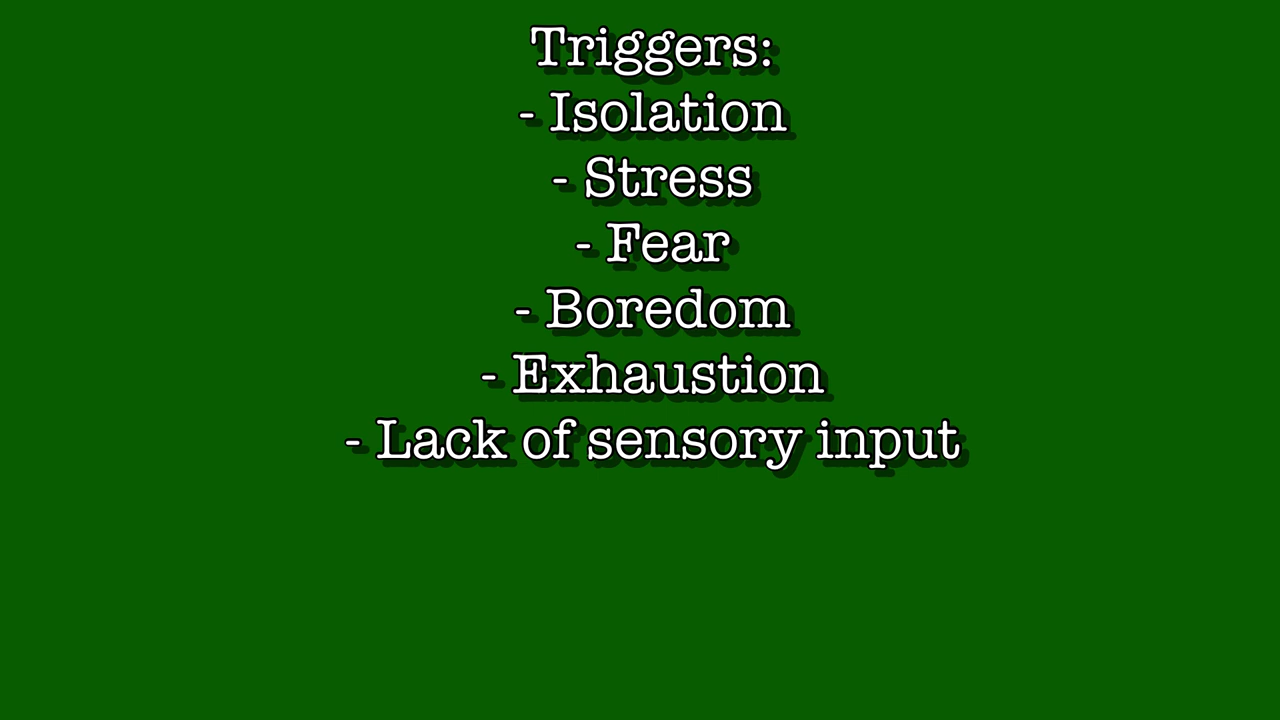 Triggers:
- Isolation
- Stress
- Fear
- Boredom
- Exhaustion
- Lack of sensory input